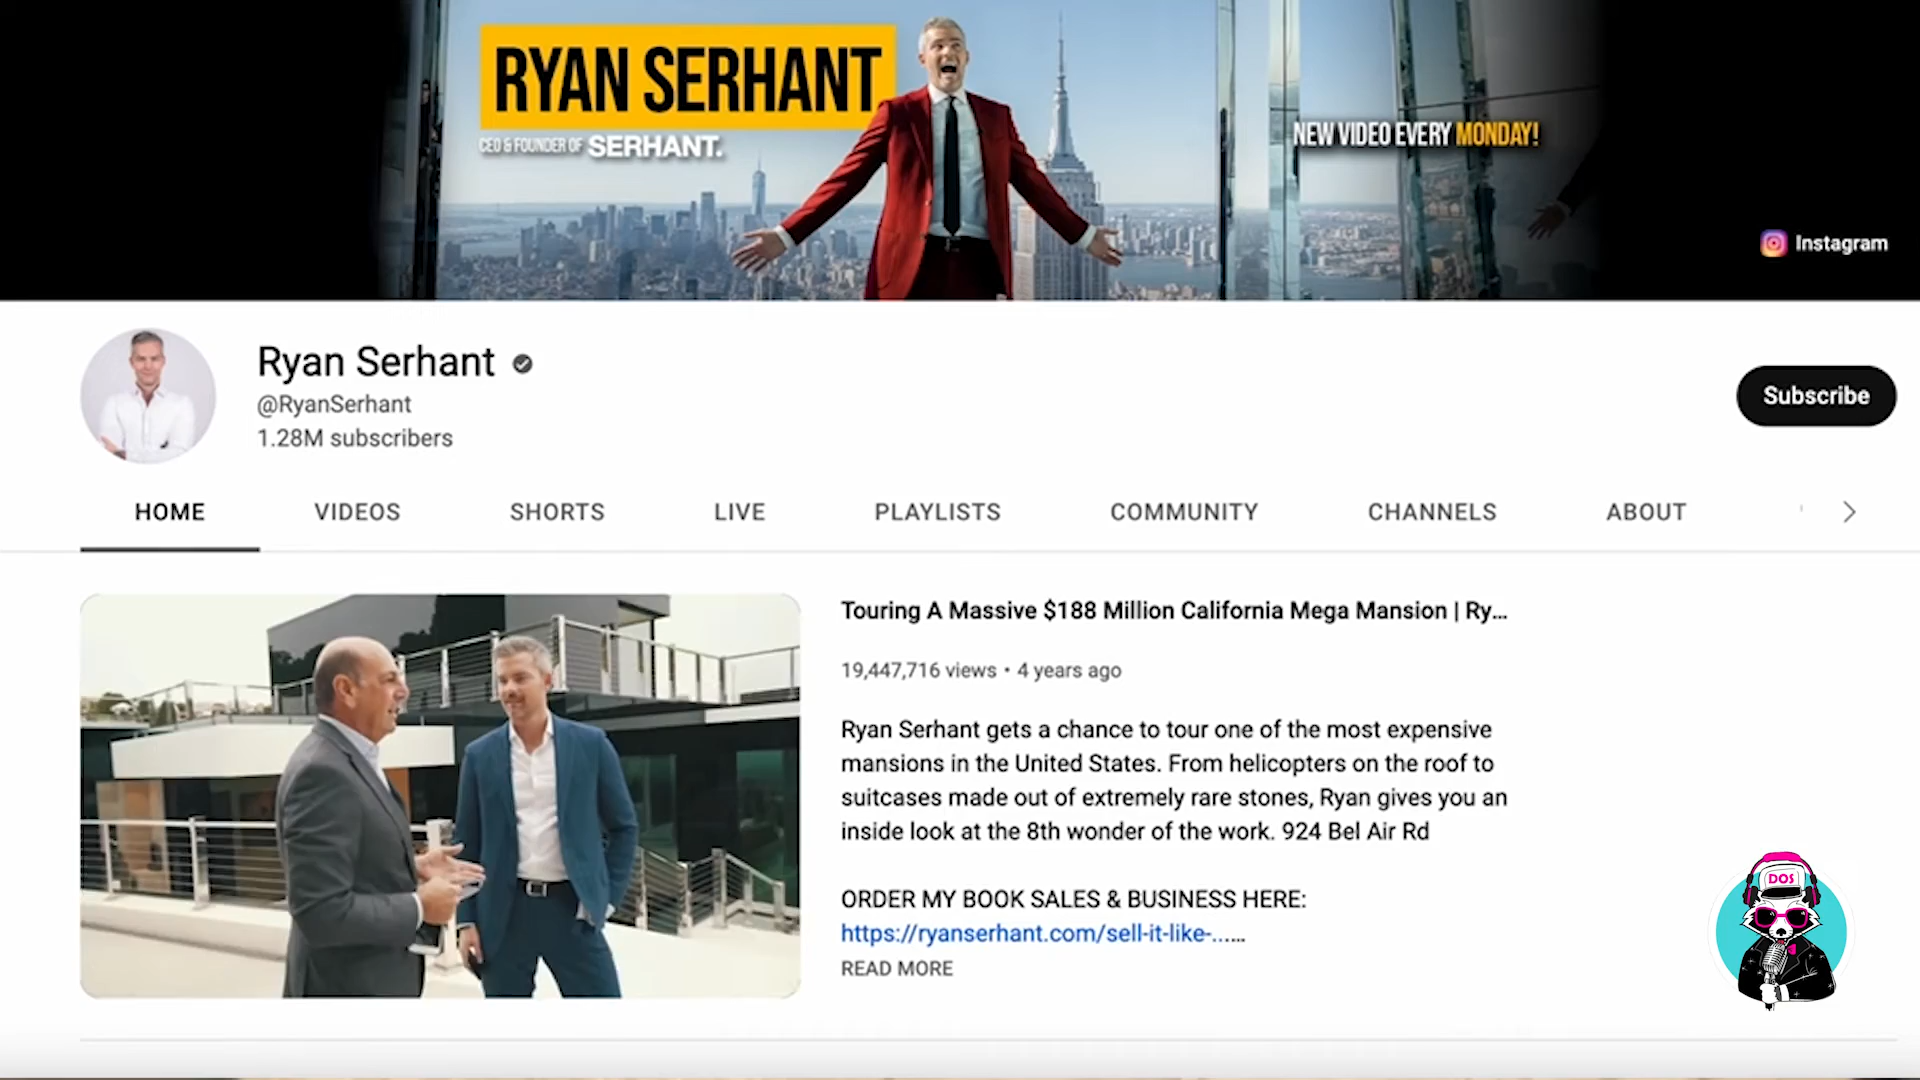 RYAN SERHANT
CEO & FOUNDER OF SERHANT.
NEW VIDEO EVERY MONDAY!
Instagram
Ryan Serhant
@RyanSerhant
1.28M subscribers
Subscribe
HOME VIDEOS SHORTS LIVE PLAYLISTS COMMUNITY CHANNELS ABOUT
Touring A Massive $188 Million California Mega Mansion | Ry...
19,447,716 views • 4 years ago
Ryan Serhant gets a chance to tour one of the most expensive
mansions in the United States. From helicopters on the roof to
suitcases made out of extremely rare stones, Ryan gives you an
inside look at the 8th wonder of the work. 924 Bel Air Rd
ORDER MY BOOK SALES & BUSINESS HERE:
https://ryanserhant.com/sell-it-like-......
READ MORE
DOS